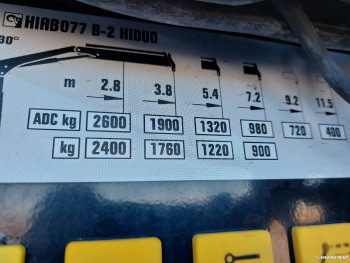 HIAB077 B-2 HIDUO
30°
m 2.8 3.8 5.4 7.2 9.2 11.5
ADC kg 2600 1900 1320 980 720 400
kg 2400 1760 1220 900